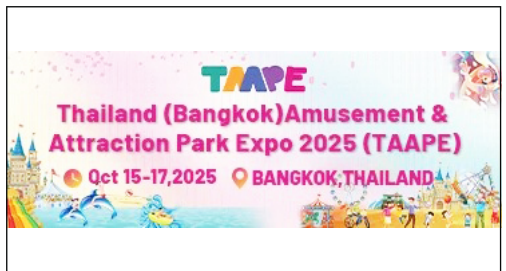 TAAPE
Thailand (Bangkok)Amusement &
Attraction Park Expo 2025 (TAAPE)
Oct 15-17,2025 BANGKOK,THAILAND